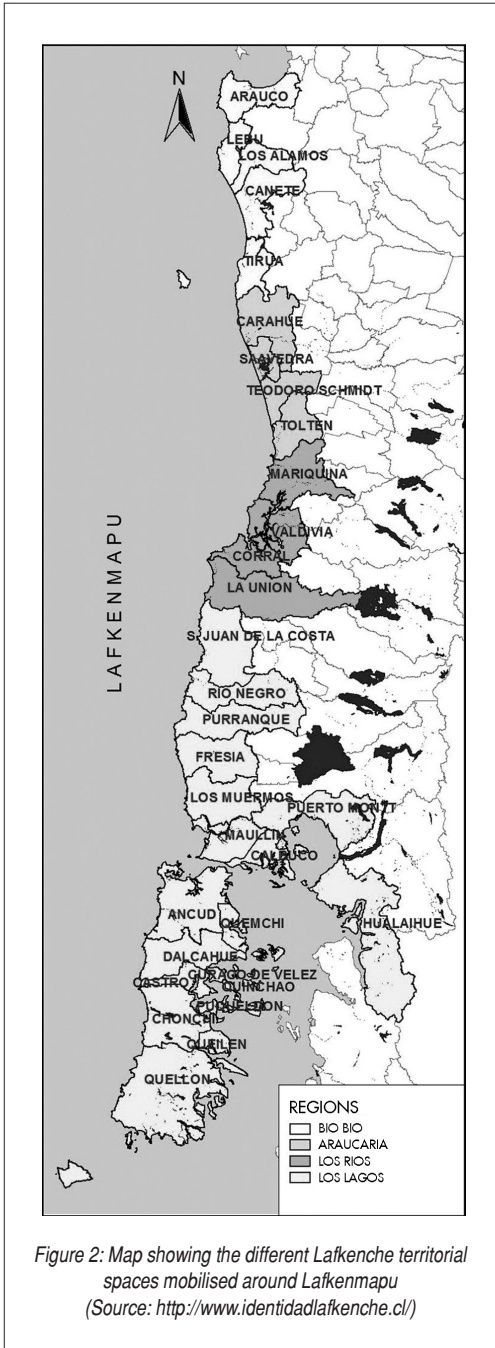 N
ARAUCO
LEBU
LOS ALAMOS
CANETE
TIRUA
CARAHUE
SAAVEDRA
TEODORO SCHMIDT
TOLTEN
MARIQUINA
VALDIVIA
CORRAL
LA UNION
LAFKENMAPU
S. JUAN DE LA COSTA
RIO NEGRO
PURRANQUE
FRESIA
LOS MUERMOS
PUERTO MONTT
MAULLIN
CALBUCO
ANCUD
QUEMCHI
HUALAIHUE
DALCAHUE
CURACO DE VELEZ
CASTRO
QUINCHAO
PUQUELDON
CHONCHI
QUEILEN
QUELLON
REGIONS
BIO BIO
ARAUCARIA
LOS RIOS
LOS LAGOS
Figure 2: Map showing the different Lafkenche territorial
spaces mobilised around Lafkenmapu
(Source: http://www.identidadlafkenche.cl/)